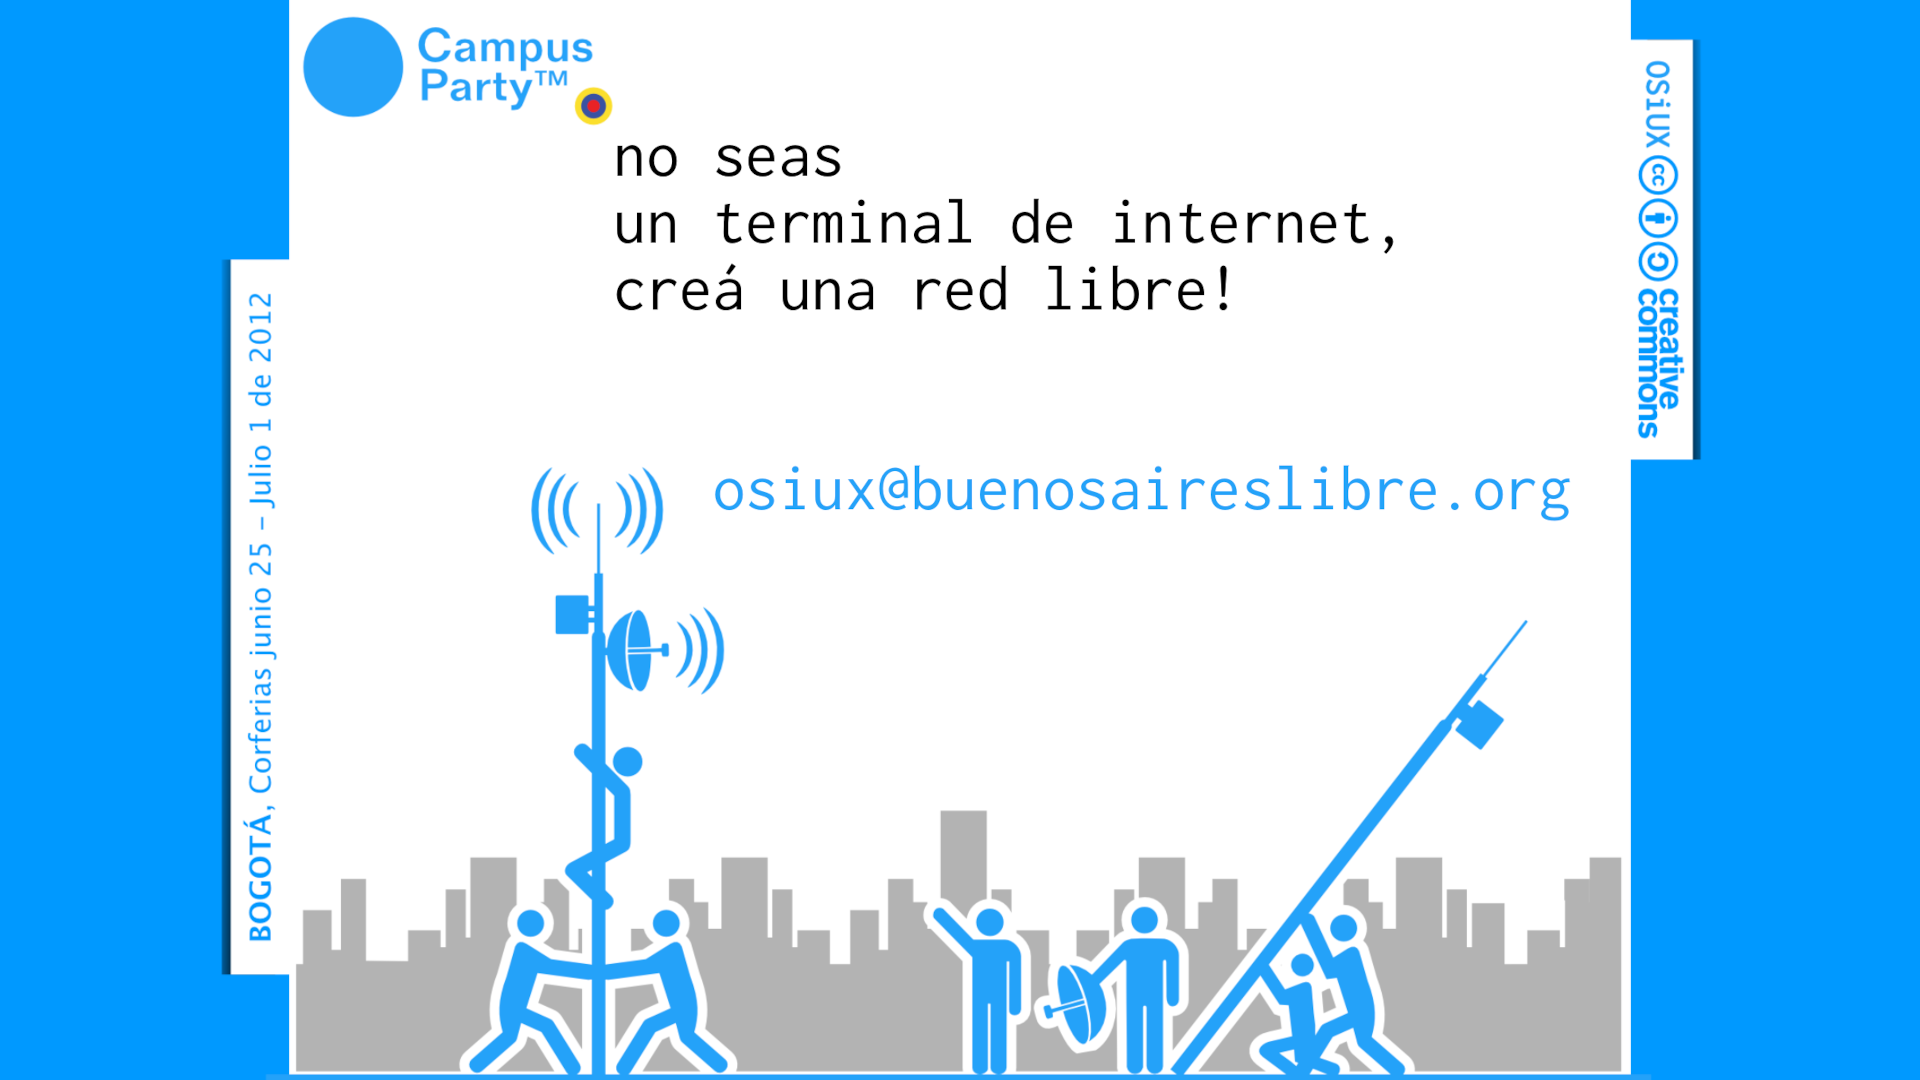 Campus
Party™
no seas
un terminal de internet,
creá una red libre!
osiux@buenosaireslibre.org
BOGOTÁ, Corferias junio 25 – Julio 1 de 2012
OSiUX
cc
creative
commons